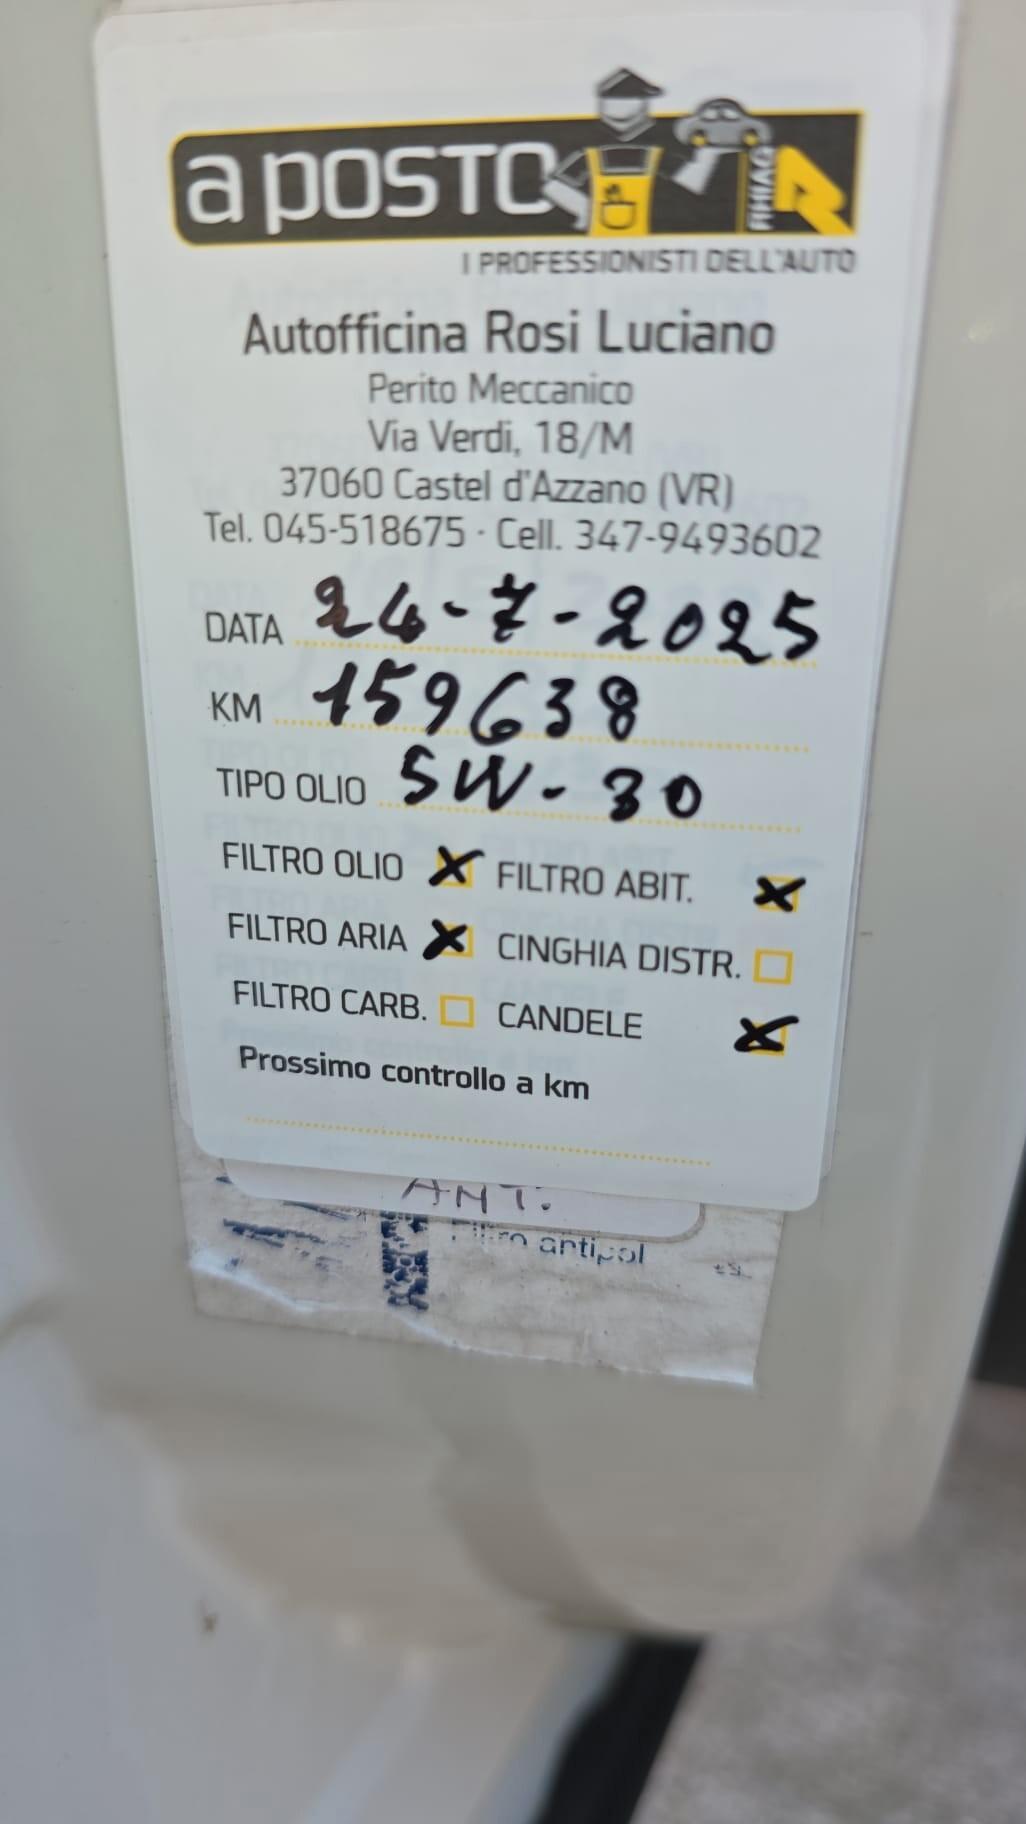 a posto
FIHIAG
I PROFESSIONISTI DELL'AUTO
Autofficina Rosi Luciano
Perito Meccanico
Via Verdi, 18/M
37060 Castel d'Azzano (VR)
Tel. 045-518675 · Cell. 347-9493602
DATA 24-7-2025
KM 159638
TIPO OLIO 5W-30
FILTRO OLIO X FILTRO ABIT. X
FILTRO ARIA X CINGHIA DISTR.
FILTRO CARB. CANDELE X
Prossimo controllo a km
ANT.
Filtro antipol